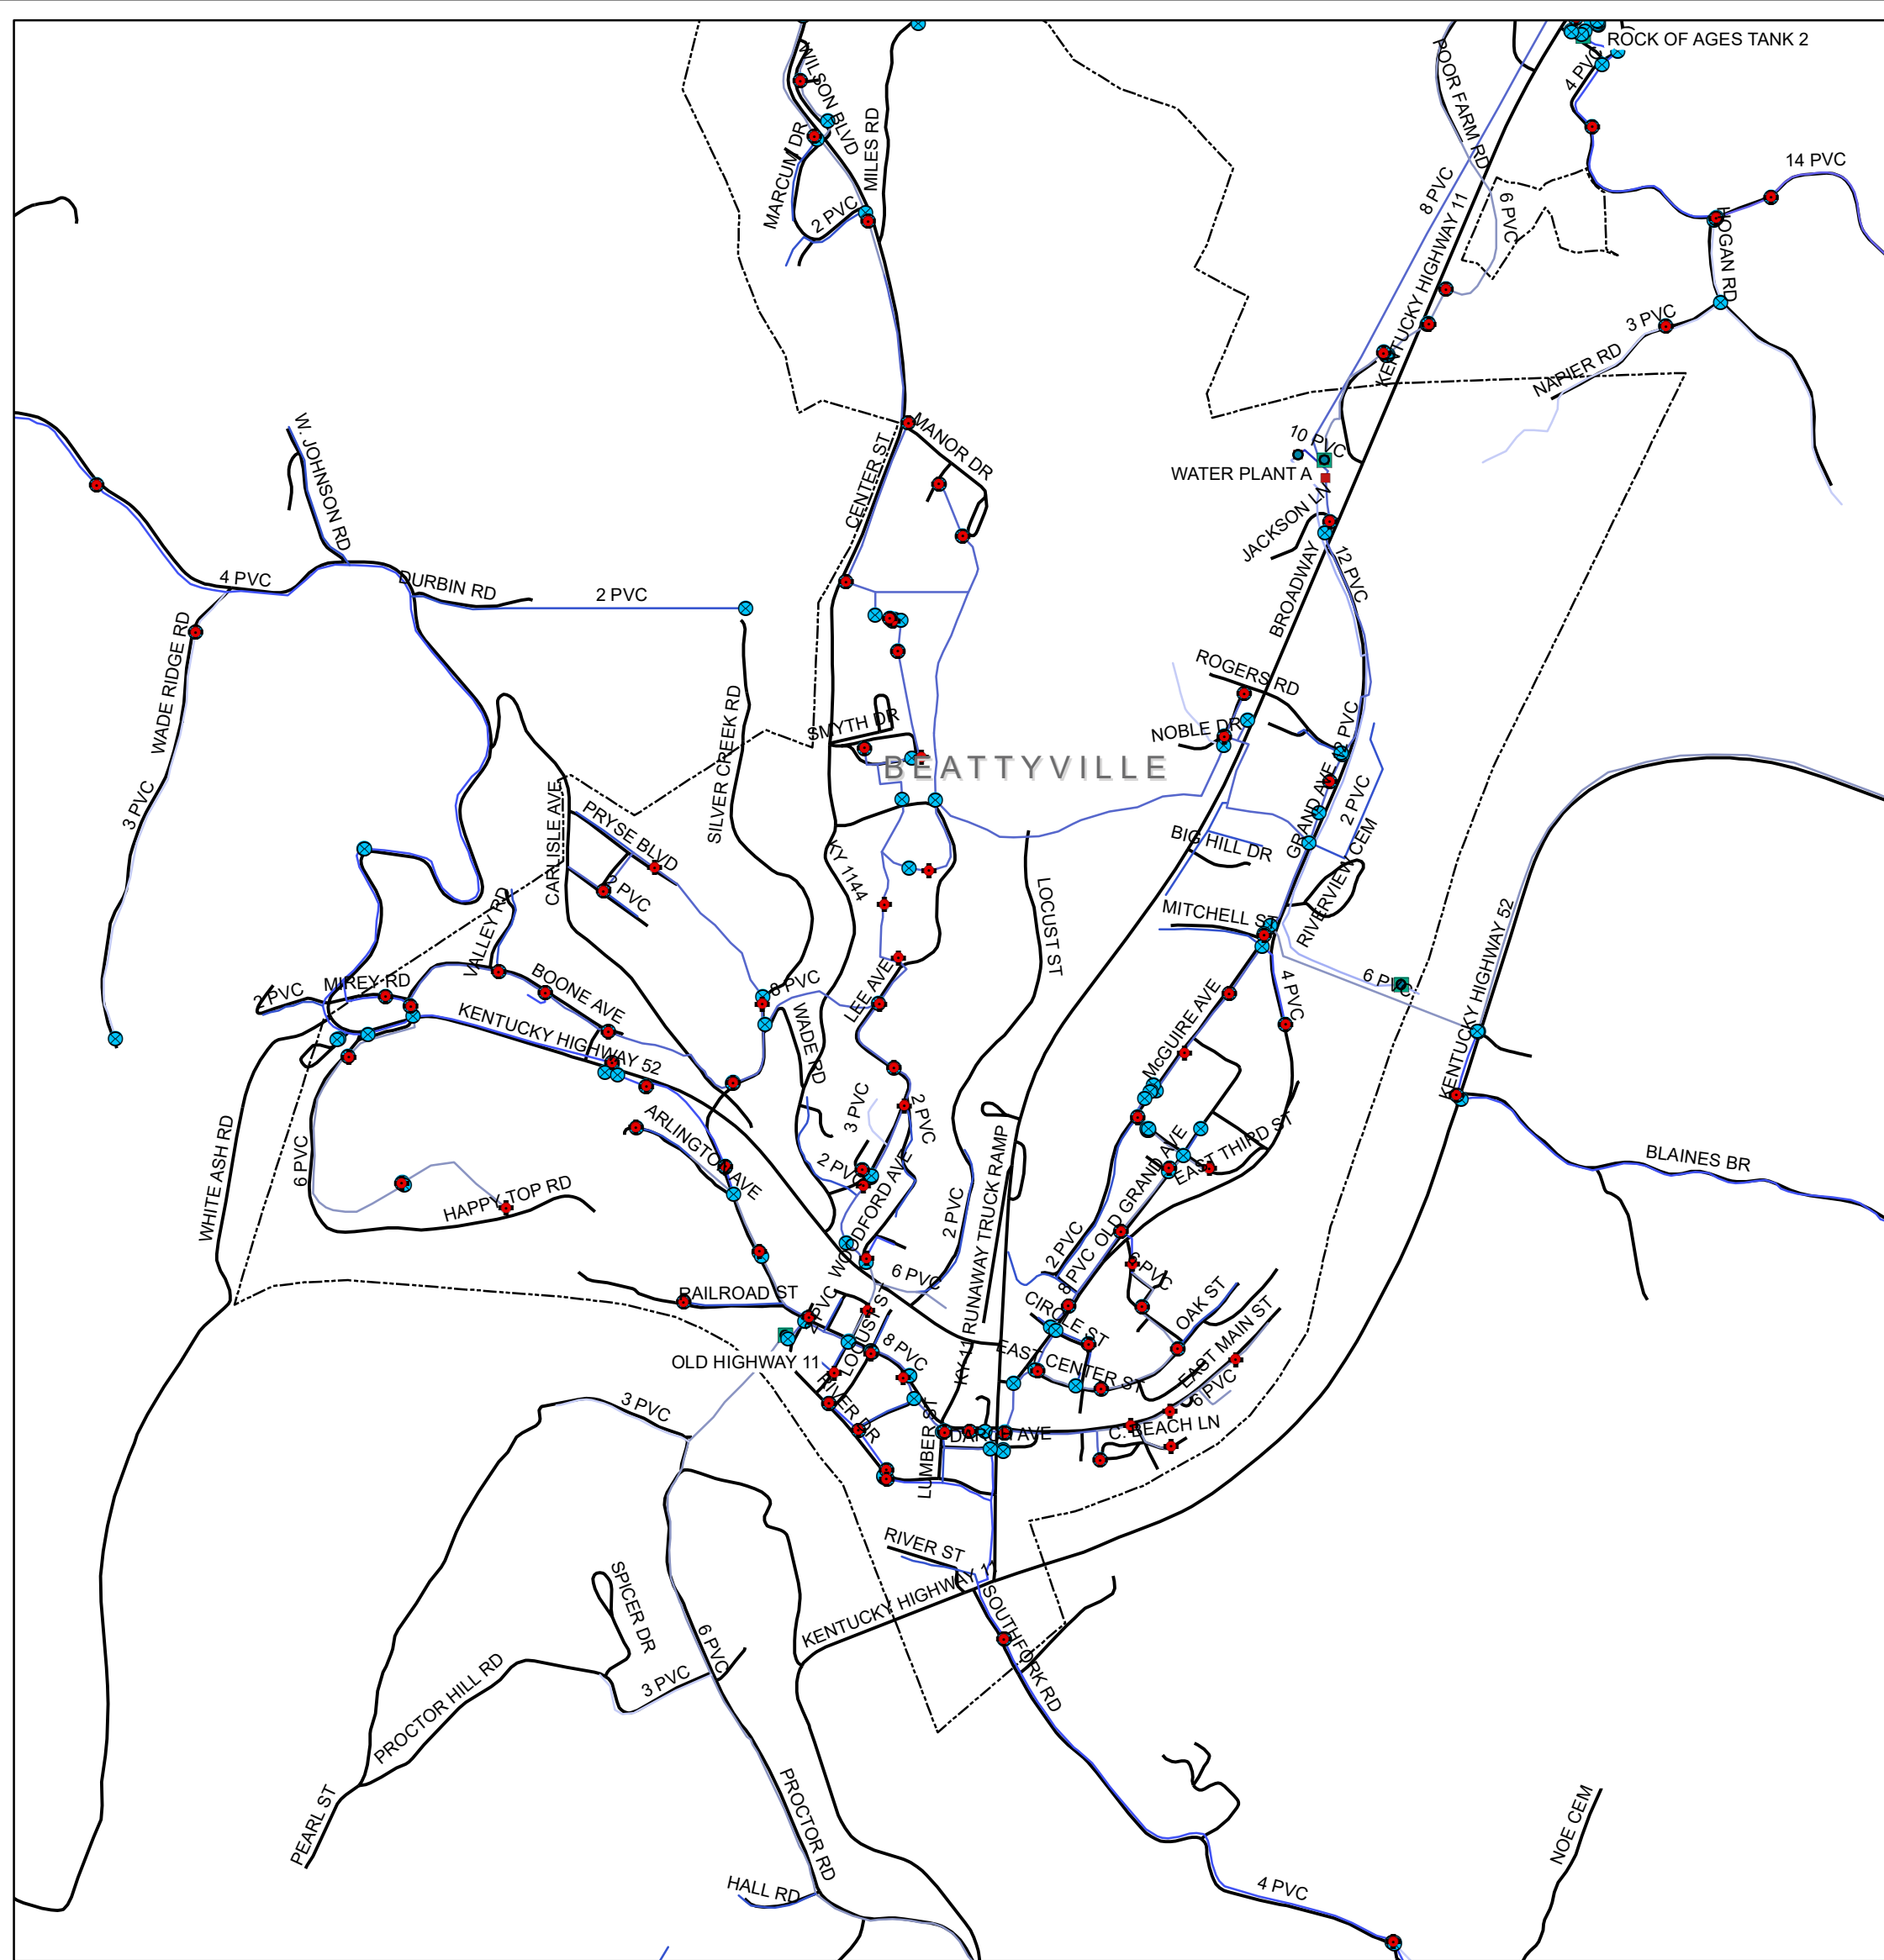 ROCK OF AGES TANK 2
WILSON BLVD
POOR FARM RD
4 PVC
MILES RD
MARCUM DR
14 PVC
8 PVC
2 PVC
6 PVC
KENTUCKY HIGHWAY 11
HOGAN RD
3 PVC
NAPIER RD
W. JOHNSON RD
MANOR DR
CENTER ST
10 PVC
WATER PLANT A
JACKSON LN
12 PVC
4 PVC
DURBIN RD
2 PVC
BROADWAY
WADE RIDGE RD
ROGERS RD
SILVER CREEK RD
SMYTH DR
NOBLE DR
2 PVC
BEATTYVILLE
3 PVC
CARLISLE AVE
PRYSE BLVD
GRAND AVE
2 PVC
KY 1144
BIG HILL DR
RIVERVIEW CEM
2 PVC
LOCUST ST
MITCHELL ST
VALLEY RD
KENTUCKY HIGHWAY 52
MIREY RD
2 PVC
BOONE AVE
8 PVC
6 PVC
4 PVC
LEE AVE
KENTUCKY HIGHWAY 52
WADE RD
McGUIRE AVE
KENTUCKY HIGHWAY 52
ARLINGTON AVE
3 PVC
2 PVC
WHITE ASH RD
6 PVC
2 PVC
WOODFORD AVE
EAST THIRD ST
BLAINES BR
HAPPY TOP RD
2 PVC
RUNAWAY TRUCK RAMP
OLD GRAND AVE
2 PVC
8 PVC
6 PVC
6 PVC
RAILROAD ST
2 PVC
LOCUST S
CIRCLE ST
OAK ST
EAST MAIN ST
8 PVC
KY 11
EAST CENTER ST
OLD HIGHWAY 11
6 PVC
RIVER DR
3 PVC
LUMBER ST
C. BEACH LN
RIVER ST
KENTUCKY HIGHWAY 11
SOUTHFORK RD
SPICER DR
6 PVC
3 PVC
PROCTOR HILL RD
PEARL ST
PROCTOR RD
NOE CEM
HALL RD
4 PVC